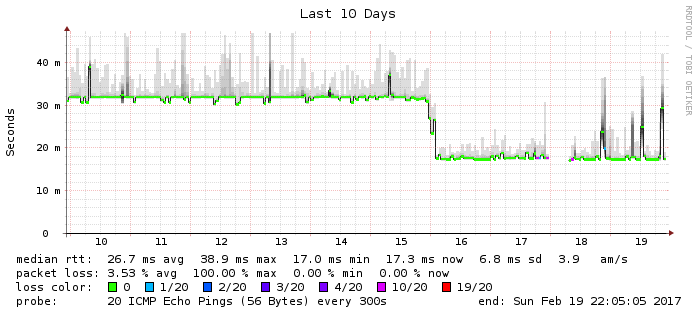 Last 10 Days
RRDTOOL / TOBI OETIKER
Seconds
40 m
30 m
20 m
10 m
0
10 11 12 13 14 15 16 17 18 19
median rtt: 26.7 ms avg 38.9 ms max 17.0 ms min 17.3 ms now 6.8 ms sd 3.9 am/s
packet loss: 3.53 % avg 100.00 % max 0.00 % min 0.00 % now
loss color: 0 1/20 2/20 3/20 4/20 10/20 19/20
probe: 20 ICMP Echo Pings (56 Bytes) every 300s end: Sun Feb 19 22:05:05 2017